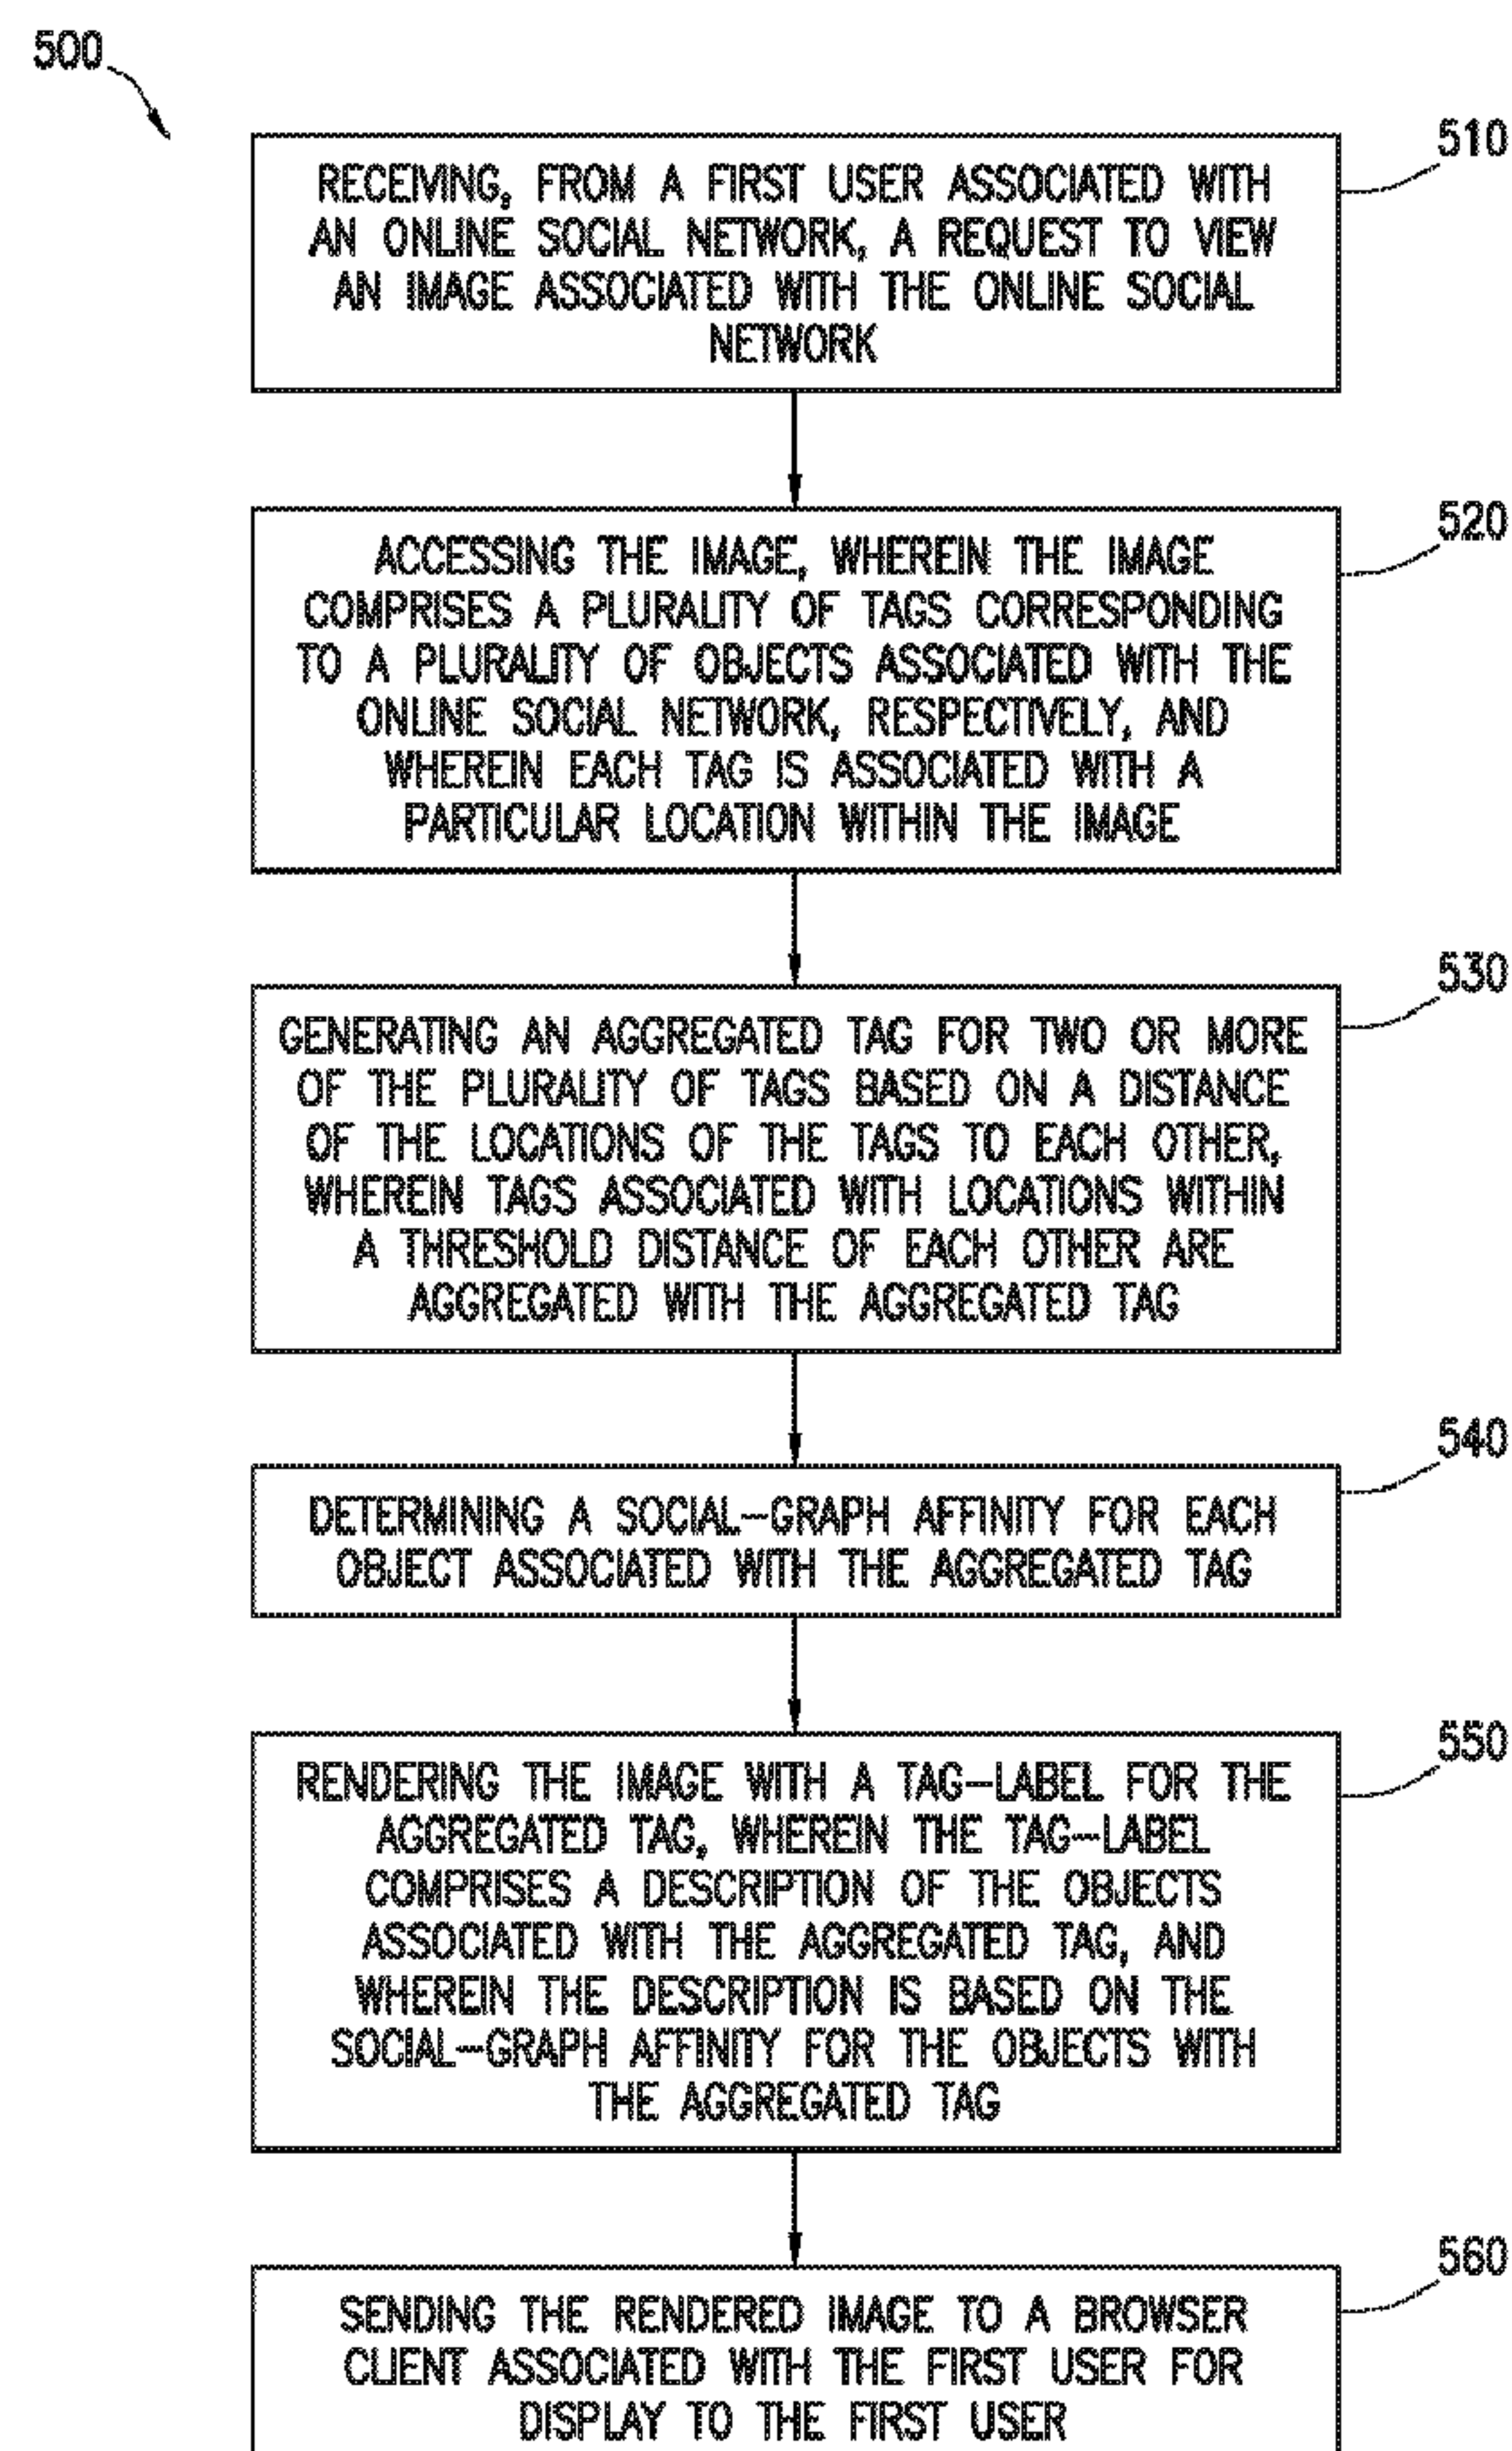 500
510
RECEIVING, FROM A FIRST USER ASSOCIATED WITH
AN ONLINE SOCIAL NETWORK, A REQUEST TO VIEW
AN IMAGE ASSOCIATED WITH THE ONLINE SOCIAL
NETWORK
520
ACCESSING THE IMAGE, WHEREIN THE IMAGE
COMPRISES A PLURALITY OF TAGS CORRESPONDING
TO A PLURALITY OF OBJECTS ASSOCIATED WITH THE
ONLINE SOCIAL NETWORK, RESPECTIVELY, AND
WHEREIN EACH TAG IS ASSOCIATED WITH A
PARTICULAR LOCATION WITHIN THE IMAGE
530
GENERATING AN AGGREGATED TAG FOR TWO OR MORE
OF THE PLURALITY OF TAGS BASED ON A DISTANCE
OF THE LOCATIONS OF THE TAGS TO EACH OTHER,
WHEREIN TAGS ASSOCIATED WITH LOCATIONS WITHIN
A THRESHOLD DISTANCE OF EACH OTHER ARE
AGGREGATED WITH THE AGGREGATED TAG
540
DETERMINING A SOCIAL-GRAPH AFFINITY FOR EACH
OBJECT ASSOCIATED WITH THE AGGREGATED TAG
550
RENDERING THE IMAGE WITH A TAG-LABEL FOR THE
AGGREGATED TAG, WHEREIN THE TAG-LABEL
COMPRISES A DESCRIPTION OF THE OBJECTS
ASSOCIATED WITH THE AGGREGATED TAG, AND
WHEREIN THE DESCRIPTION IS BASED ON THE
SOCIAL-GRAPH AFFINITY FOR THE OBJECTS WITH
THE AGGREGATED TAG
560
SENDING THE RENDERED IMAGE TO A BROWSER
CLIENT ASSOCIATED WITH THE FIRST USER FOR
DISPLAY TO THE FIRST USER